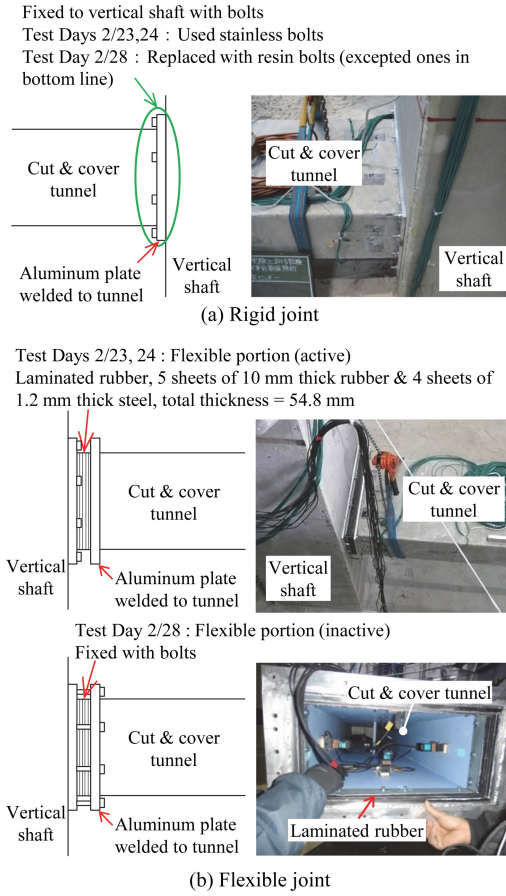 Fixed to vertical shaft with bolts
Test Days 2/23,24 : Used stainless bolts
Test Day 2/28 : Replaced with resin bolts (excepted ones in
bottom line)
Cut & cover
tunnel
Aluminum plate
welded to tunnel
Vertical
shaft
Cut & cover
tunnel
Vertical
shaft
(a) Rigid joint
Test Days 2/23, 24 : Flexible portion (active)
Laminated rubber, 5 sheets of 10 mm thick rubber & 4 sheets of
1.2 mm thick steel, total thickness = 54.8 mm
Cut & cover
tunnel
Vertical
shaft
Aluminum plate
welded to tunnel
Cut & cover
tunnel
Vertical
shaft
Test Day 2/28 : Flexible portion (inactive)
Fixed with bolts
Cut & cover
tunnel
Vertical
shaft
Aluminum plate
welded to tunnel
Cut & cover tunnel
Laminated rubber
(b) Flexible joint